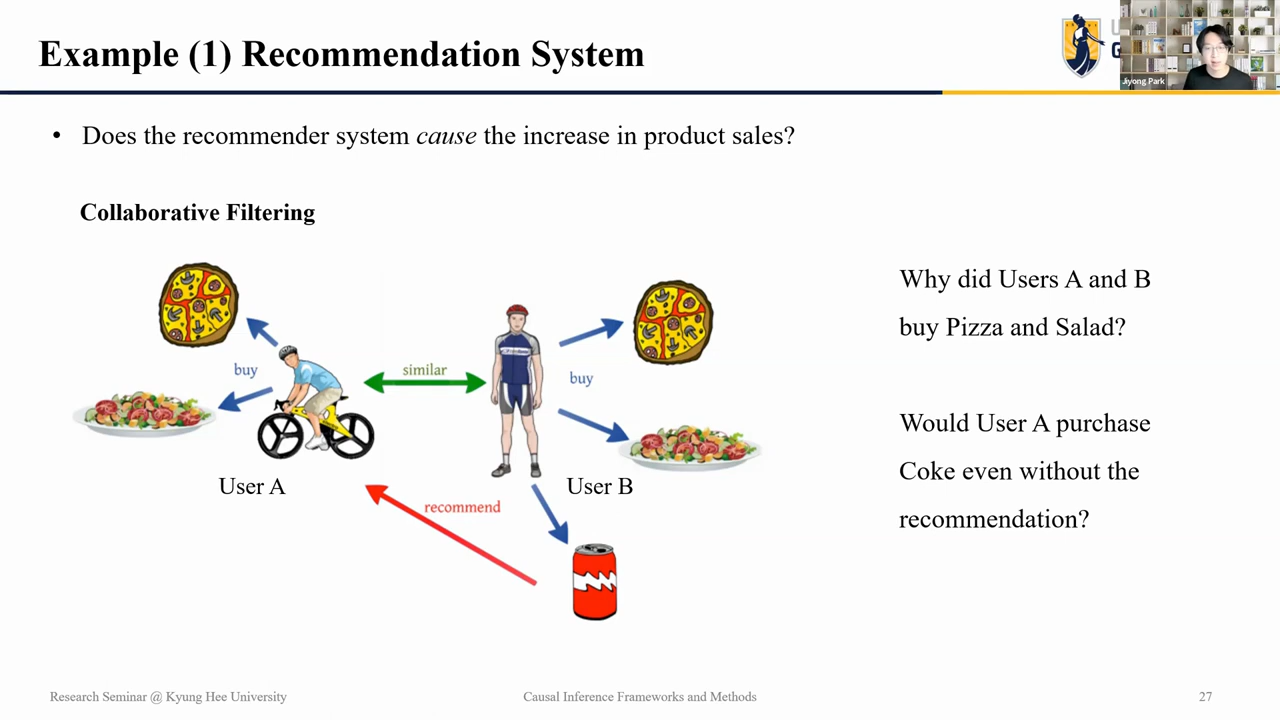 Example (1) Recommendation System
Jiyong Park
• Does the recommender system cause the increase in product sales?
Collaborative Filtering
buy
similar
buy
User A
User B
recommend
Why did Users A and B
buy Pizza and Salad?
Would User A purchase
Coke even without the
recommendation?
Research Seminar @ Kyung Hee University
Causal Inference Frameworks and Methods
27